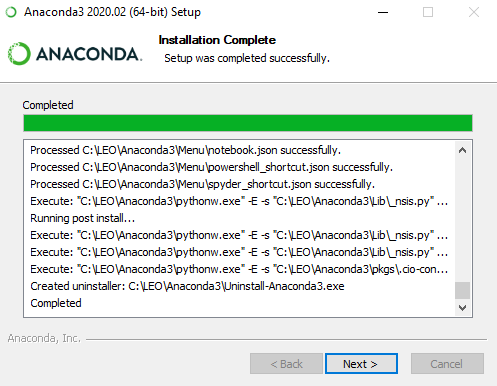 Anaconda3 2020.02 (64-bit) Setup
ANACONDA.
Installation Complete
Setup was completed successfully.
Completed
Processed C:\LEO\Anaconda3\Menu\notebook.json successfully.
Processed C:\LEO\Anaconda3\Menu\powershell_shortcut.json successfully.
Processed C:\LEO\Anaconda3\Menu\spyder_shortcut.json successfully.
Execute: "C:\LEO\Anaconda3\pythonw.exe" -E -s "C:\LEO\Anaconda3\Lib\_nsis.py" ...
Running post install...
Execute: "C:\LEO\Anaconda3\pythonw.exe" -E -s "C:\LEO\Anaconda3\Lib\_nsis.py" ...
Execute: "C:\LEO\Anaconda3\pythonw.exe" -E -s "C:\LEO\Anaconda3\Lib\_nsis.py" ...
Execute: "C:\LEO\Anaconda3\pythonw.exe" -E -s "C:\LEO\Anaconda3\pkgs\.cio-con...
Created uninstaller: C:\LEO\Anaconda3\Uninstall-Anaconda3.exe
Completed
Anaconda, Inc.
< Back
Next >
Cancel